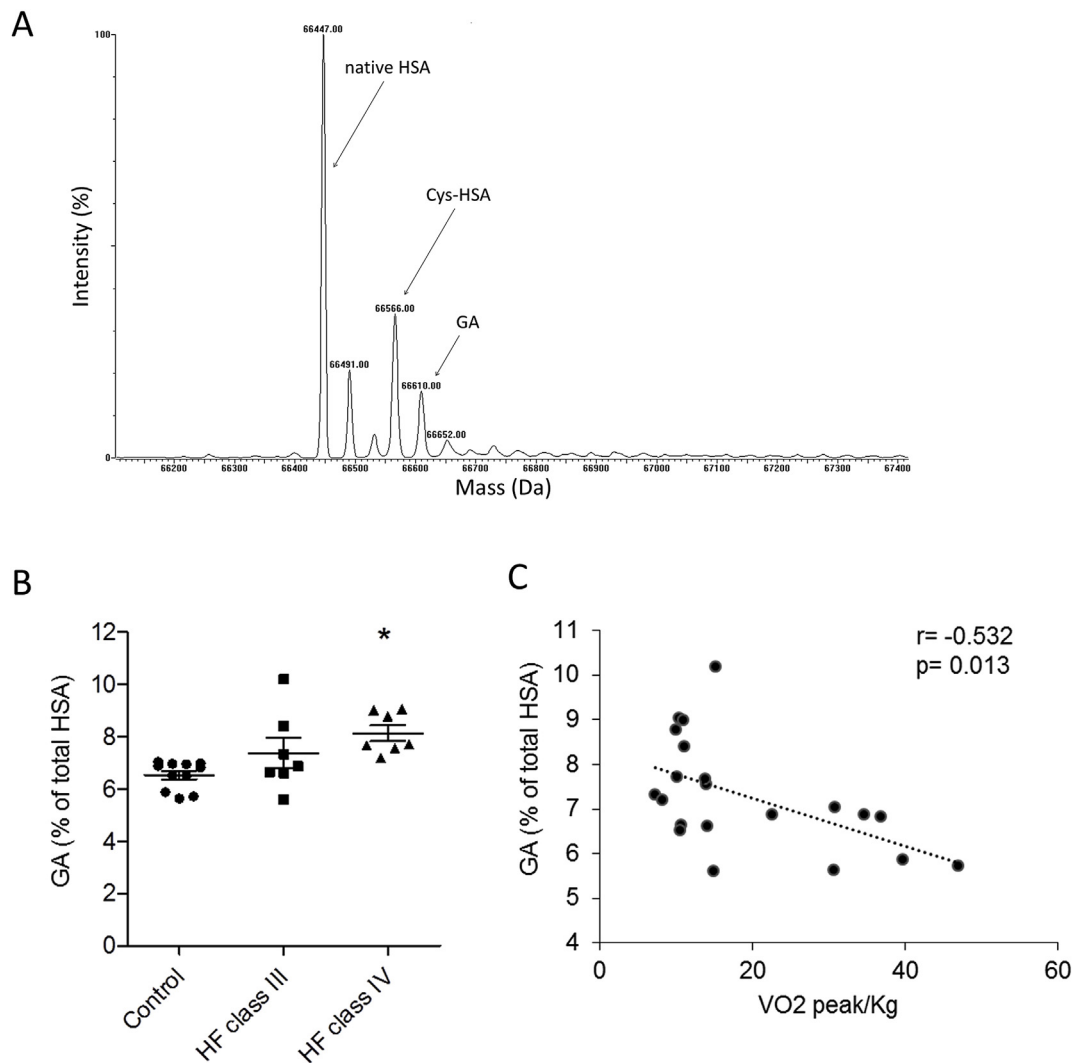 A
100
66447.00
native HSA
Cys-HSA
66566.00
GA
66491.00
66610.00
66652.00
0
Intensity (%)
66200 66300 66400 66500 66600 66700 66800 66900 67000 67100 67200 67300 67400
Mass (Da)
B
12
10
8
6
4
2
0
*
GA (% of total HSA)
Control
HF class III
HF class IV
C
r= -0.532
p= 0.013
11
10
9
8
7
6
5
4
GA (% of total HSA)
0 20 40 60
VO2 peak/Kg